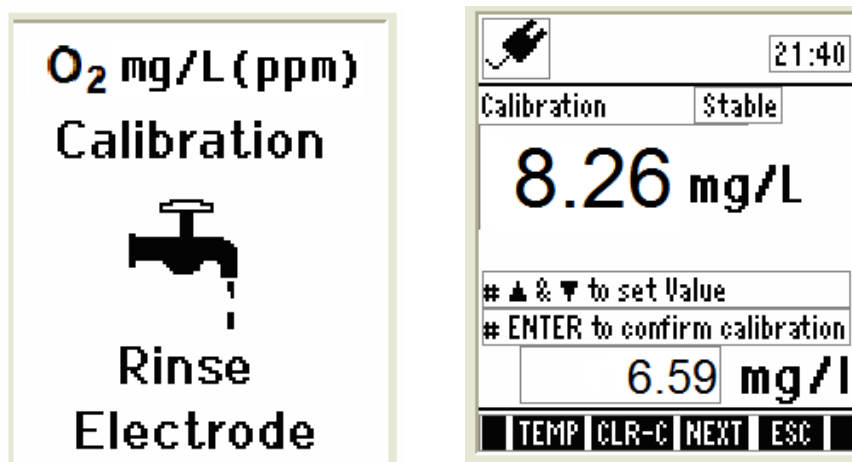 O₂ mg/L(ppm)
Calibration
Rinse
Electrode
21:40
Calibration Stable
8.26 mg/L
# ▲ & ▼ to set Value
# ENTER to confirm calibration
6.59 mg/l
TEMP CLR-C NEXT ESC